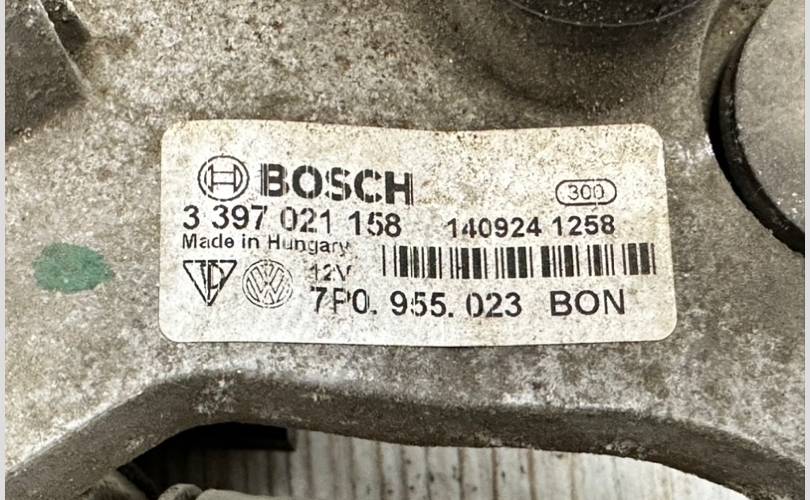 BOSCH 300
3 397 021 158 140924 1258
Made in Hungary
12V
7P0. 955. 023 BON